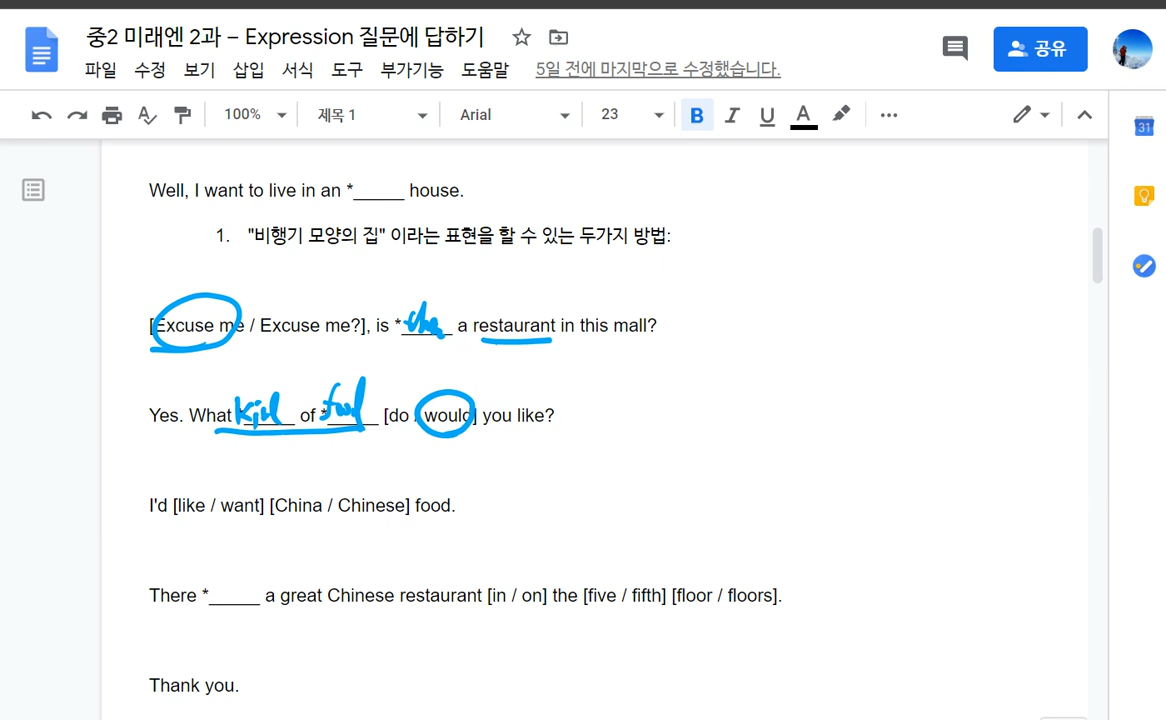 중2 미래엔 2과 – Expression 질문에 답하기
공유
파일 수정 보기 삽입 서식 도구 부가기능 도움말 5일 전에 마지막으로 수정했습니다.
100% 제목 1 Arial 23 B I U A
31
Well, I want to live in an *_____ house.
1. "비행기 모양의 집" 이라는 표현을 할 수 있는 두가지 방법:
[Excuse me / Excuse me?], is *_____ a restaurant in this mall?
Yes. What kind of *food [do / would] you like?
I'd [like / want] [China / Chinese] food.
There *_____ a great Chinese restaurant [in / on] the [five / fifth] [floor / floors].
Thank you.